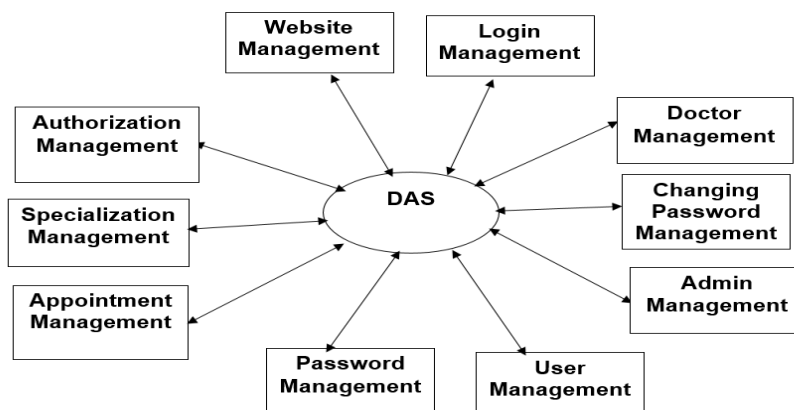 Website
Management
Login
Management
Authorization
Management
Doctor
Management
DAS
Specialization
Management
Changing
Password
Management
Appointment
Management
Admin
Management
Password
Management
User
Management